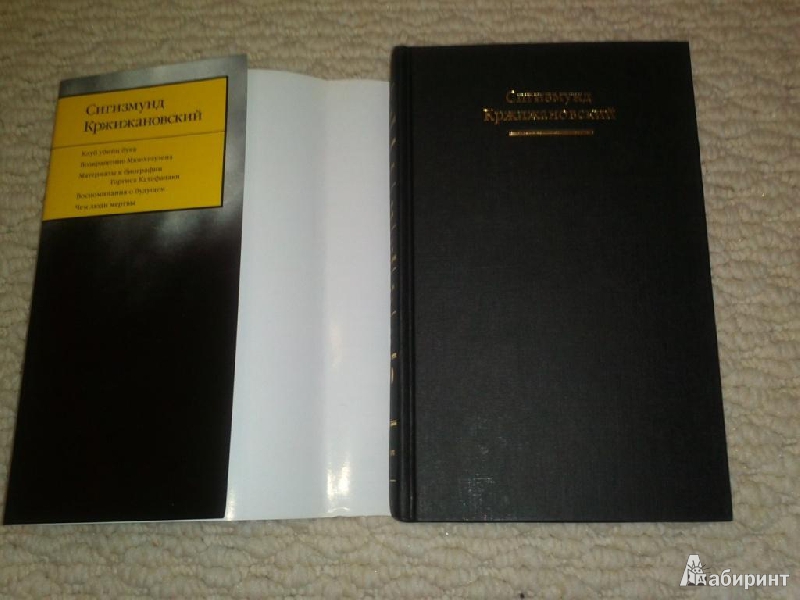 Сигизмунд
Кржижановский
Клуб убийц букв
Возвращение Мюнхгаузена
Материалы к биографии
Горгиса Катафалаки
Воспоминания о будущем
Чем люди мертвы
Сигизмунд
Кржижановский
Лабиринт